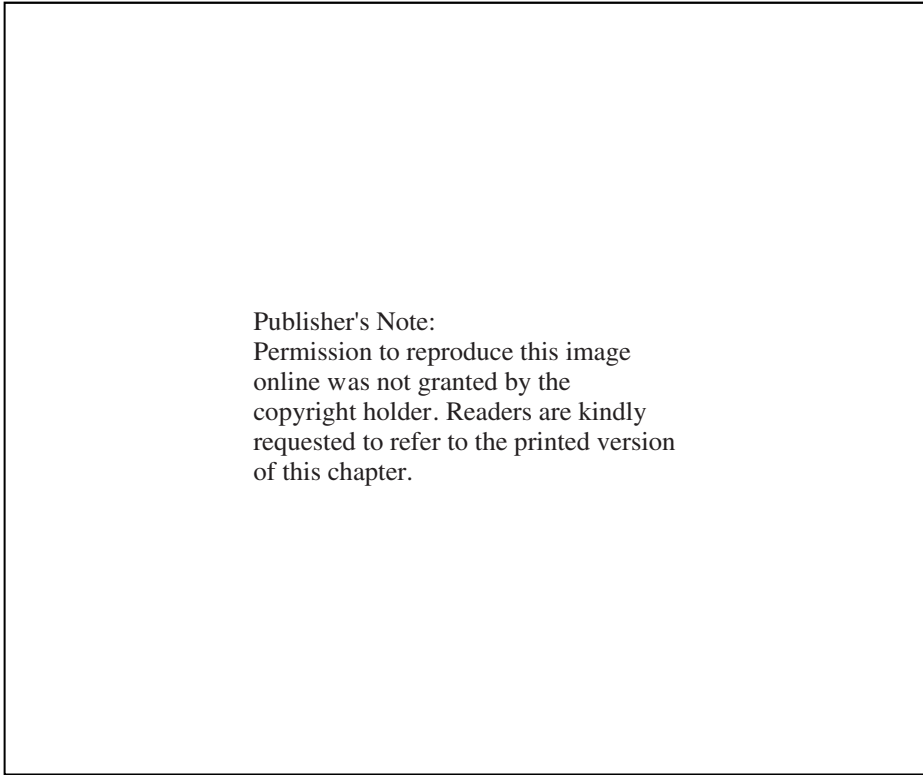 Publisher's Note:
Permission to reproduce this image
online was not granted by the
copyright holder. Readers are kindly
requested to refer to the printed version
of this chapter.